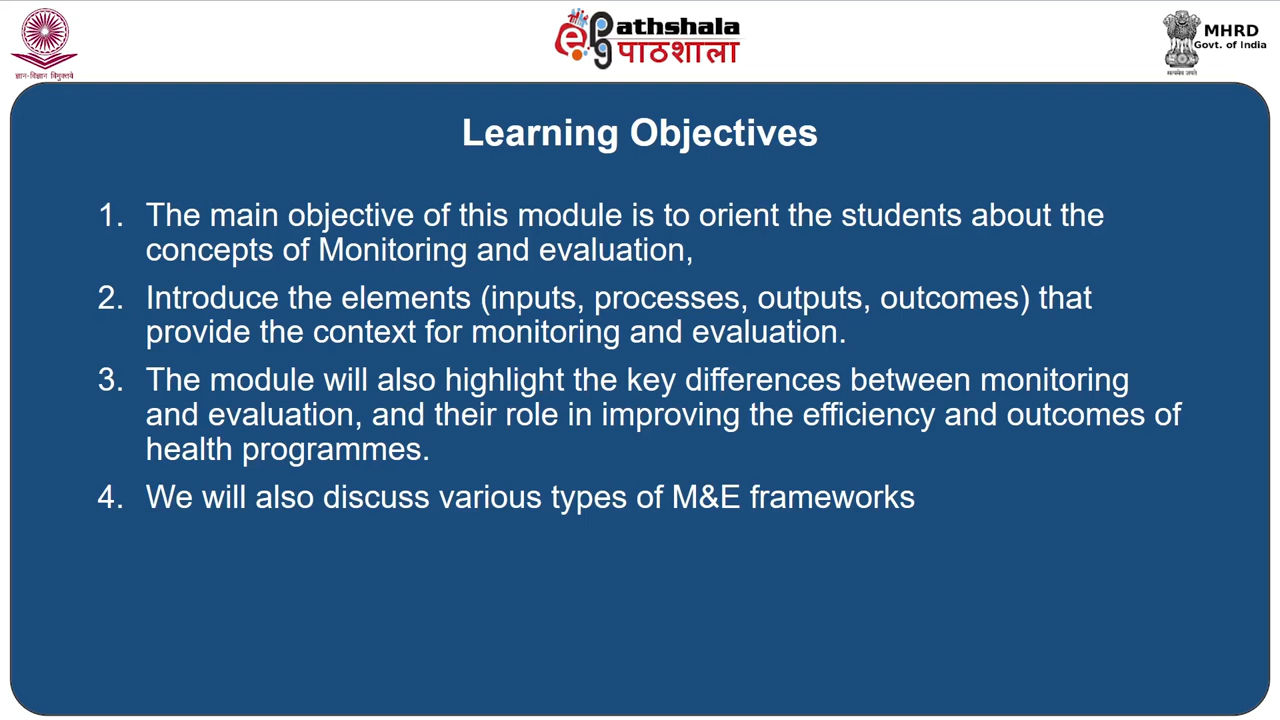 ज्ञान-विज्ञान विमुक्तये
ePathshala
पाठशाला
MHRD
Govt. of India
सत्यमेव जयते
Learning Objectives
1. The main objective of this module is to orient the students about the
concepts of Monitoring and evaluation,
2. Introduce the elements (inputs, processes, outputs, outcomes) that
provide the context for monitoring and evaluation.
3. The module will also highlight the key differences between monitoring
and evaluation, and their role in improving the efficiency and outcomes of
health programmes.
4. We will also discuss various types of M&E frameworks